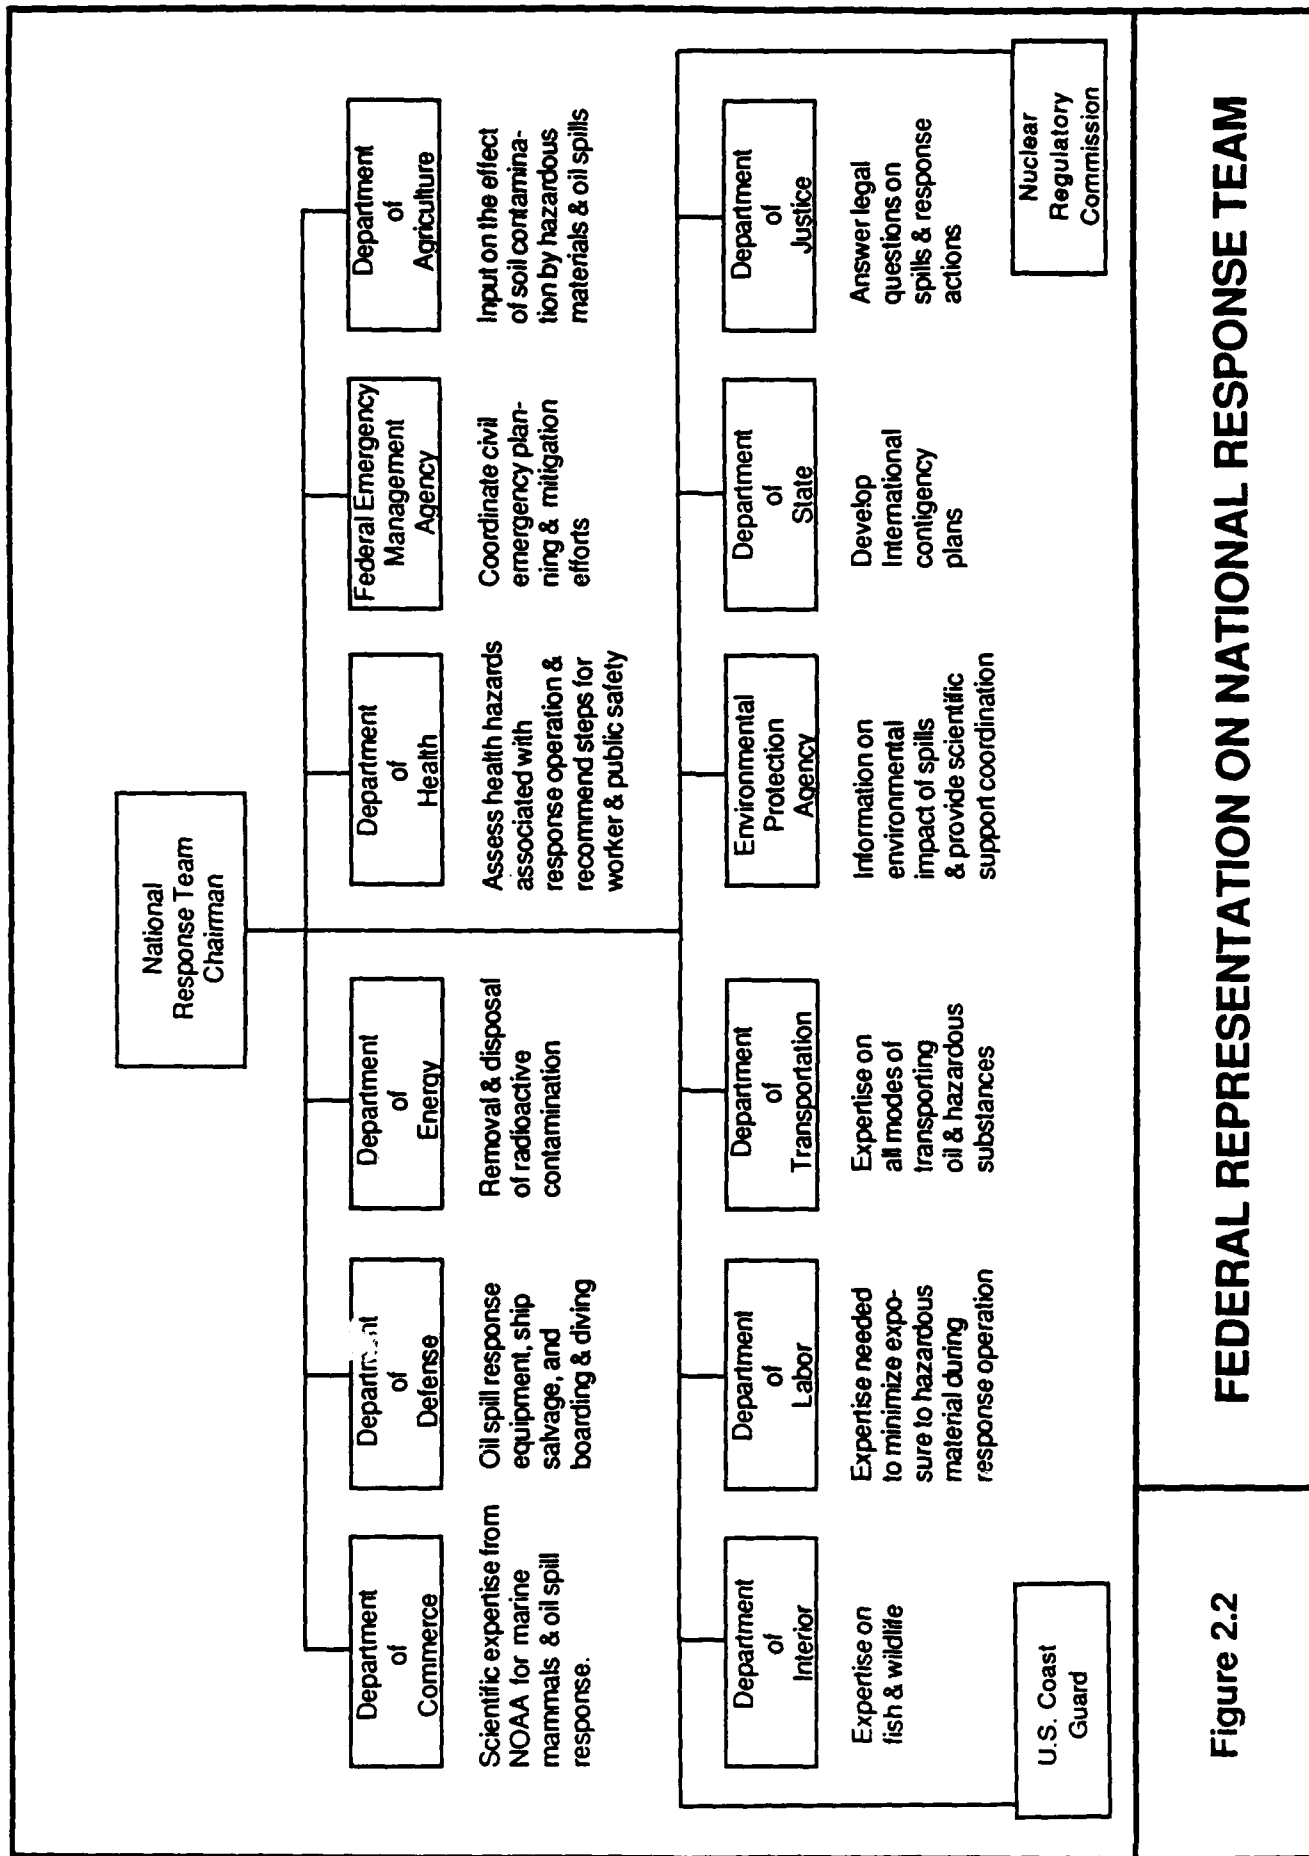 National
Response Team
Chairman
Department
of
Commerce
Scientific expertise from
NOAA for marine
mammals & oil spill
response.
Department
of
Defense
Oil spill response
equipment, ship
salvage, and
boarding & diving
Department
of
Energy
Removal & disposal
of radioactive
contamination
Department
of
Health
Assess health hazards
associated with
response operation &
recommend steps for
worker & public safety
Federal Emergency
Management
Agency
Coordinate civil
emergency plan-
ning & mitigation
efforts
Department
of
Agriculture
Input on the effect
of soil contamina-
tion by hazardous
materials & oil spills
Department
of
Interior
Expertise on
fish & wildlife
Department
of
Labor
Expertise needed
to minimize expo-
sure to hazardous
material during
response operation
Department
of
Transportation
Expertise on
all modes of
transporting
oil & hazardous
substances
Environmental
Protection
Agency
Information on
environmental
impact of spills
& provide scientific
support coordination
Department
of
State
Develop
International
contigency
plans
Department
of
Justice
Answer legal
questions on
spills & response
actions
U.S. Coast
Guard
Nuclear
Regulatory
Commission
Figure 2.2
FEDERAL REPRESENTATION ON NATIONAL RESPONSE TEAM